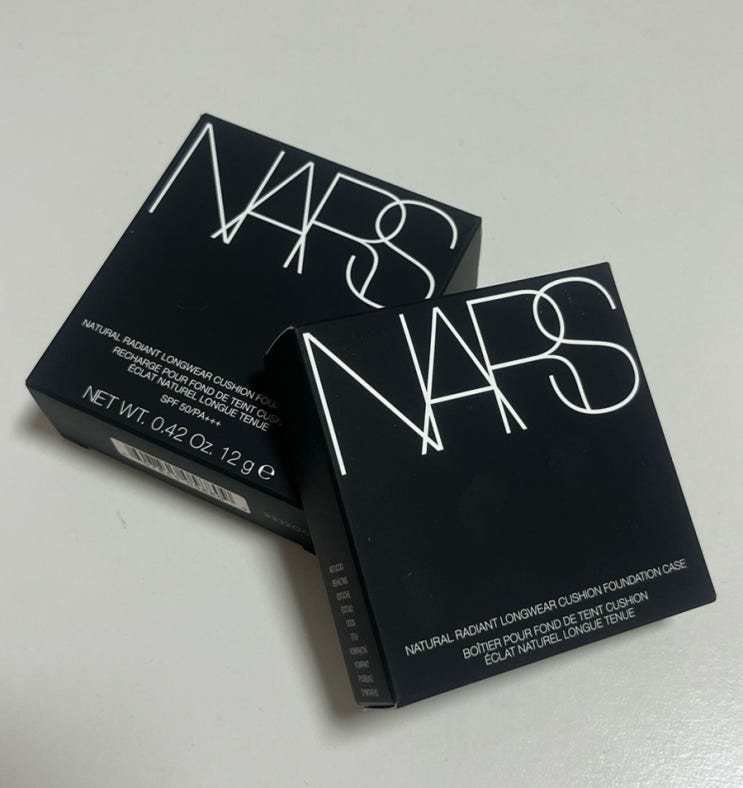 NARS
NATURAL RADIANT LONGWEAR CUSHION
RECHARGE POUR FOND DE TEINT
ÉCLAT NATUREL LONGUE TENUE
SPF 50/PA+++
NET WT. 0.42 Oz. 12 g e
NARS
NATURAL RADIANT LONGWEAR CUSHION FOUNDATION CASE
BOÎTIER POUR FOND DE TEINT CUSHION
ÉCLAT NATUREL LONGUE TENUE